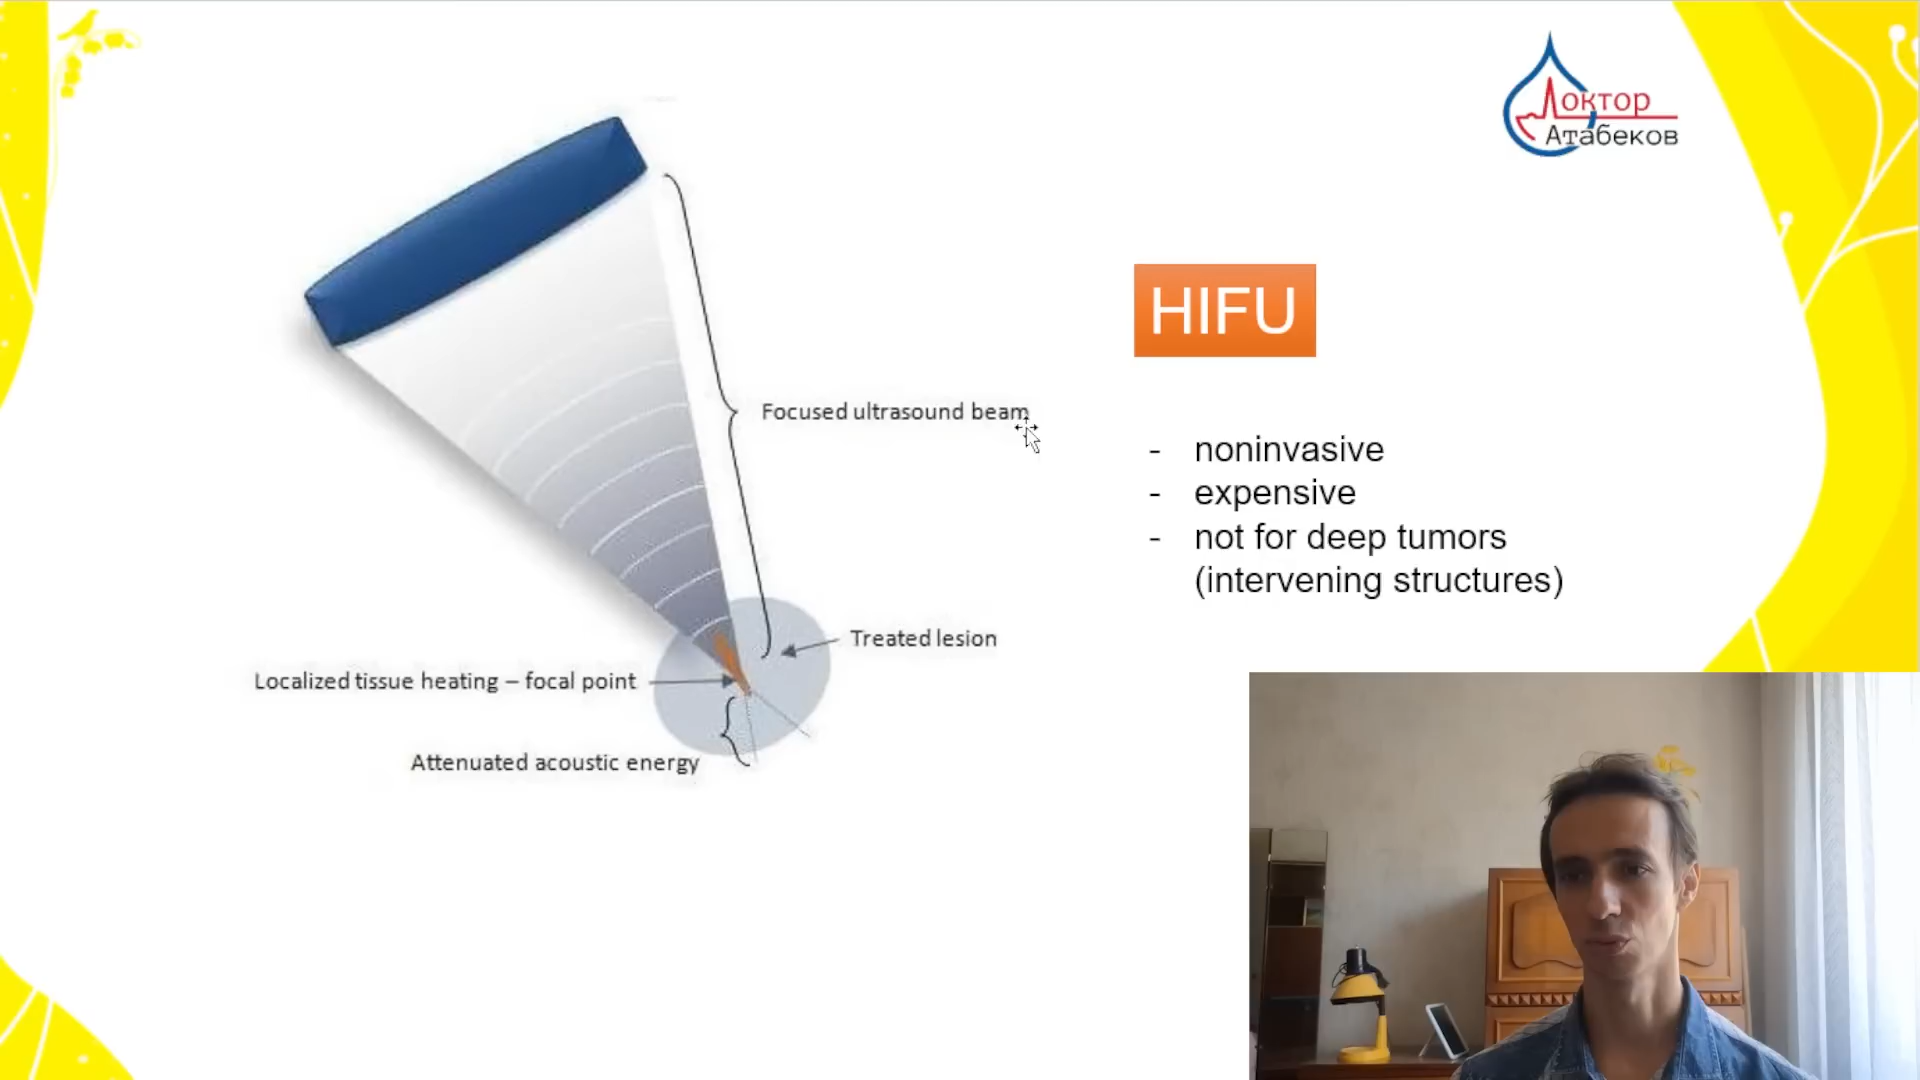 Доктор
Атабеков
HIFU
Focused ultrasound beam
- noninvasive
- expensive
- not for deep tumors
(intervening structures)
Treated lesion
Localized tissue heating – focal point
Attenuated acoustic energy